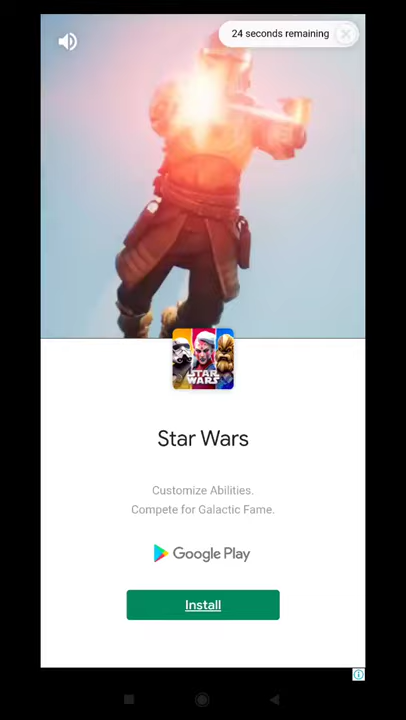 24 seconds remaining
STAR
WARS
Star Wars
Customize Abilities.
Compete for Galactic Fame.
Google Play
Install